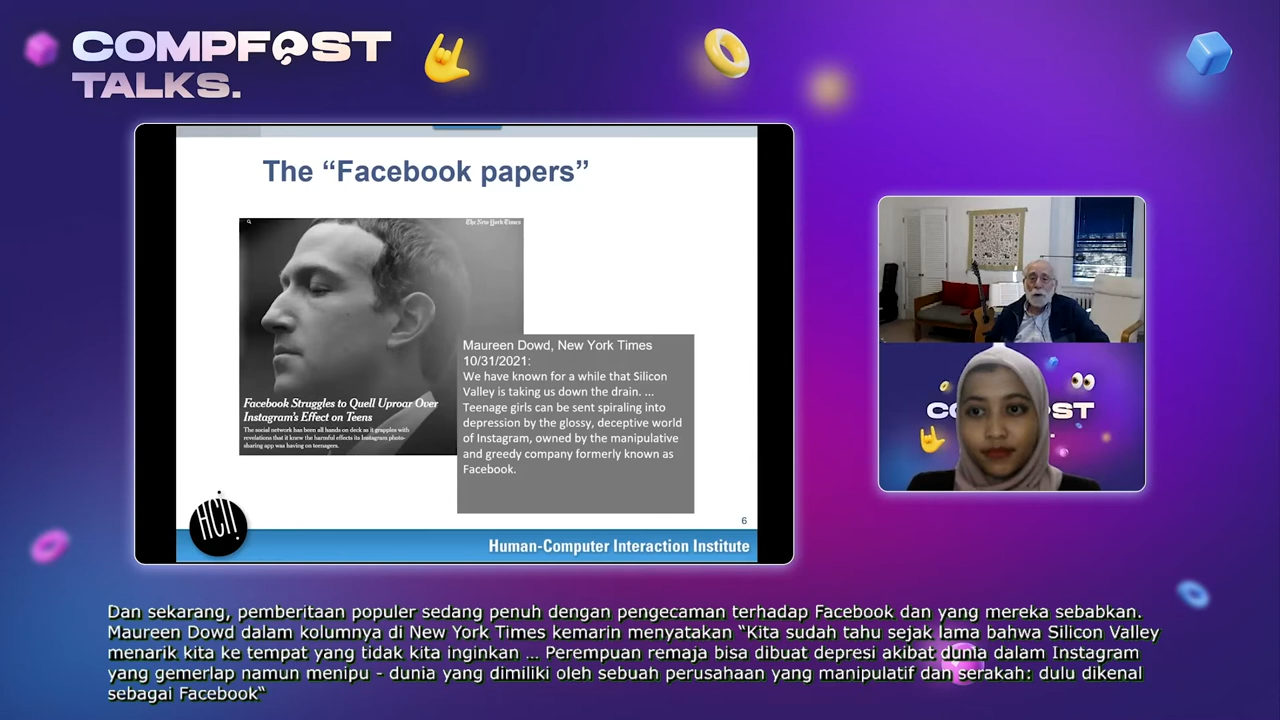 COMPFEST
TALKS.
The “Facebook papers”
The New York Times
Facebook Struggles to Quell Uproar Over
Instagram's Effect on Teens
The social network has been all hands on deck as it grapples with
revelations that it knew the harmful effects its Instagram photo-
sharing app was having on teenagers.
Maureen Dowd, New York Times
10/31/2021:
We have known for a while that Silicon
Valley is taking us down the drain. ...
Teenage girls can be sent spiraling into
depression by the glossy, deceptive world
of Instagram, owned by the manipulative
and greedy company formerly known as
Facebook.
6
HCII
Human-Computer Interaction Institute
Dan sekarang, pemberitaan populer sedang penuh dengan pengecaman terhadap Facebook dan yang mereka sebabkan.
Maureen Dowd dalam kolumnya di New York Times kemarin menyatakan “Kita sudah tahu sejak lama bahwa Silicon Valley
menarik kita ke tempat yang tidak kita inginkan ... Perempuan remaja bisa dibuat depresi akibat dunia dalam Instagram
yang gemerlap namun menipu - dunia yang dimiliki oleh sebuah perusahaan yang manipulatif dan serakah: dulu dikenal
sebagai Facebook“